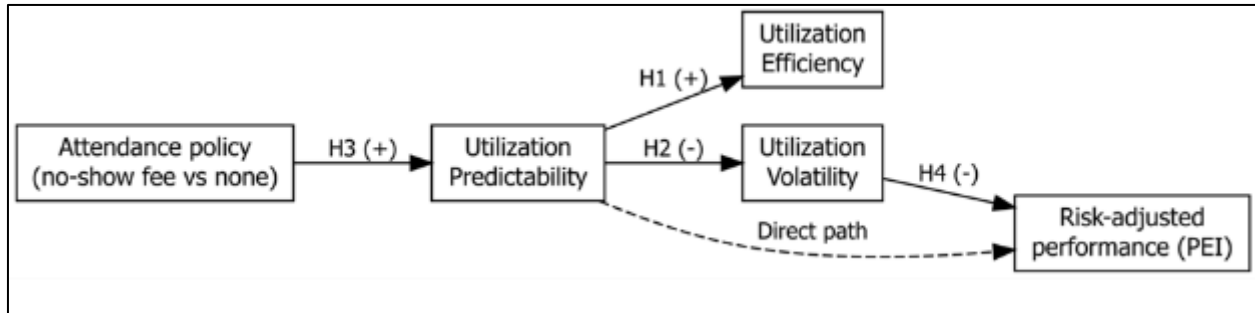 Attendance policy
(no-show fee vs none)
H3 (+)
Utilization
Predictability
H1 (+)
Utilization
Efficiency
H2 (-)
Utilization
Volatility
H4 (-)
Direct path
Risk-adjusted
performance (PEI)